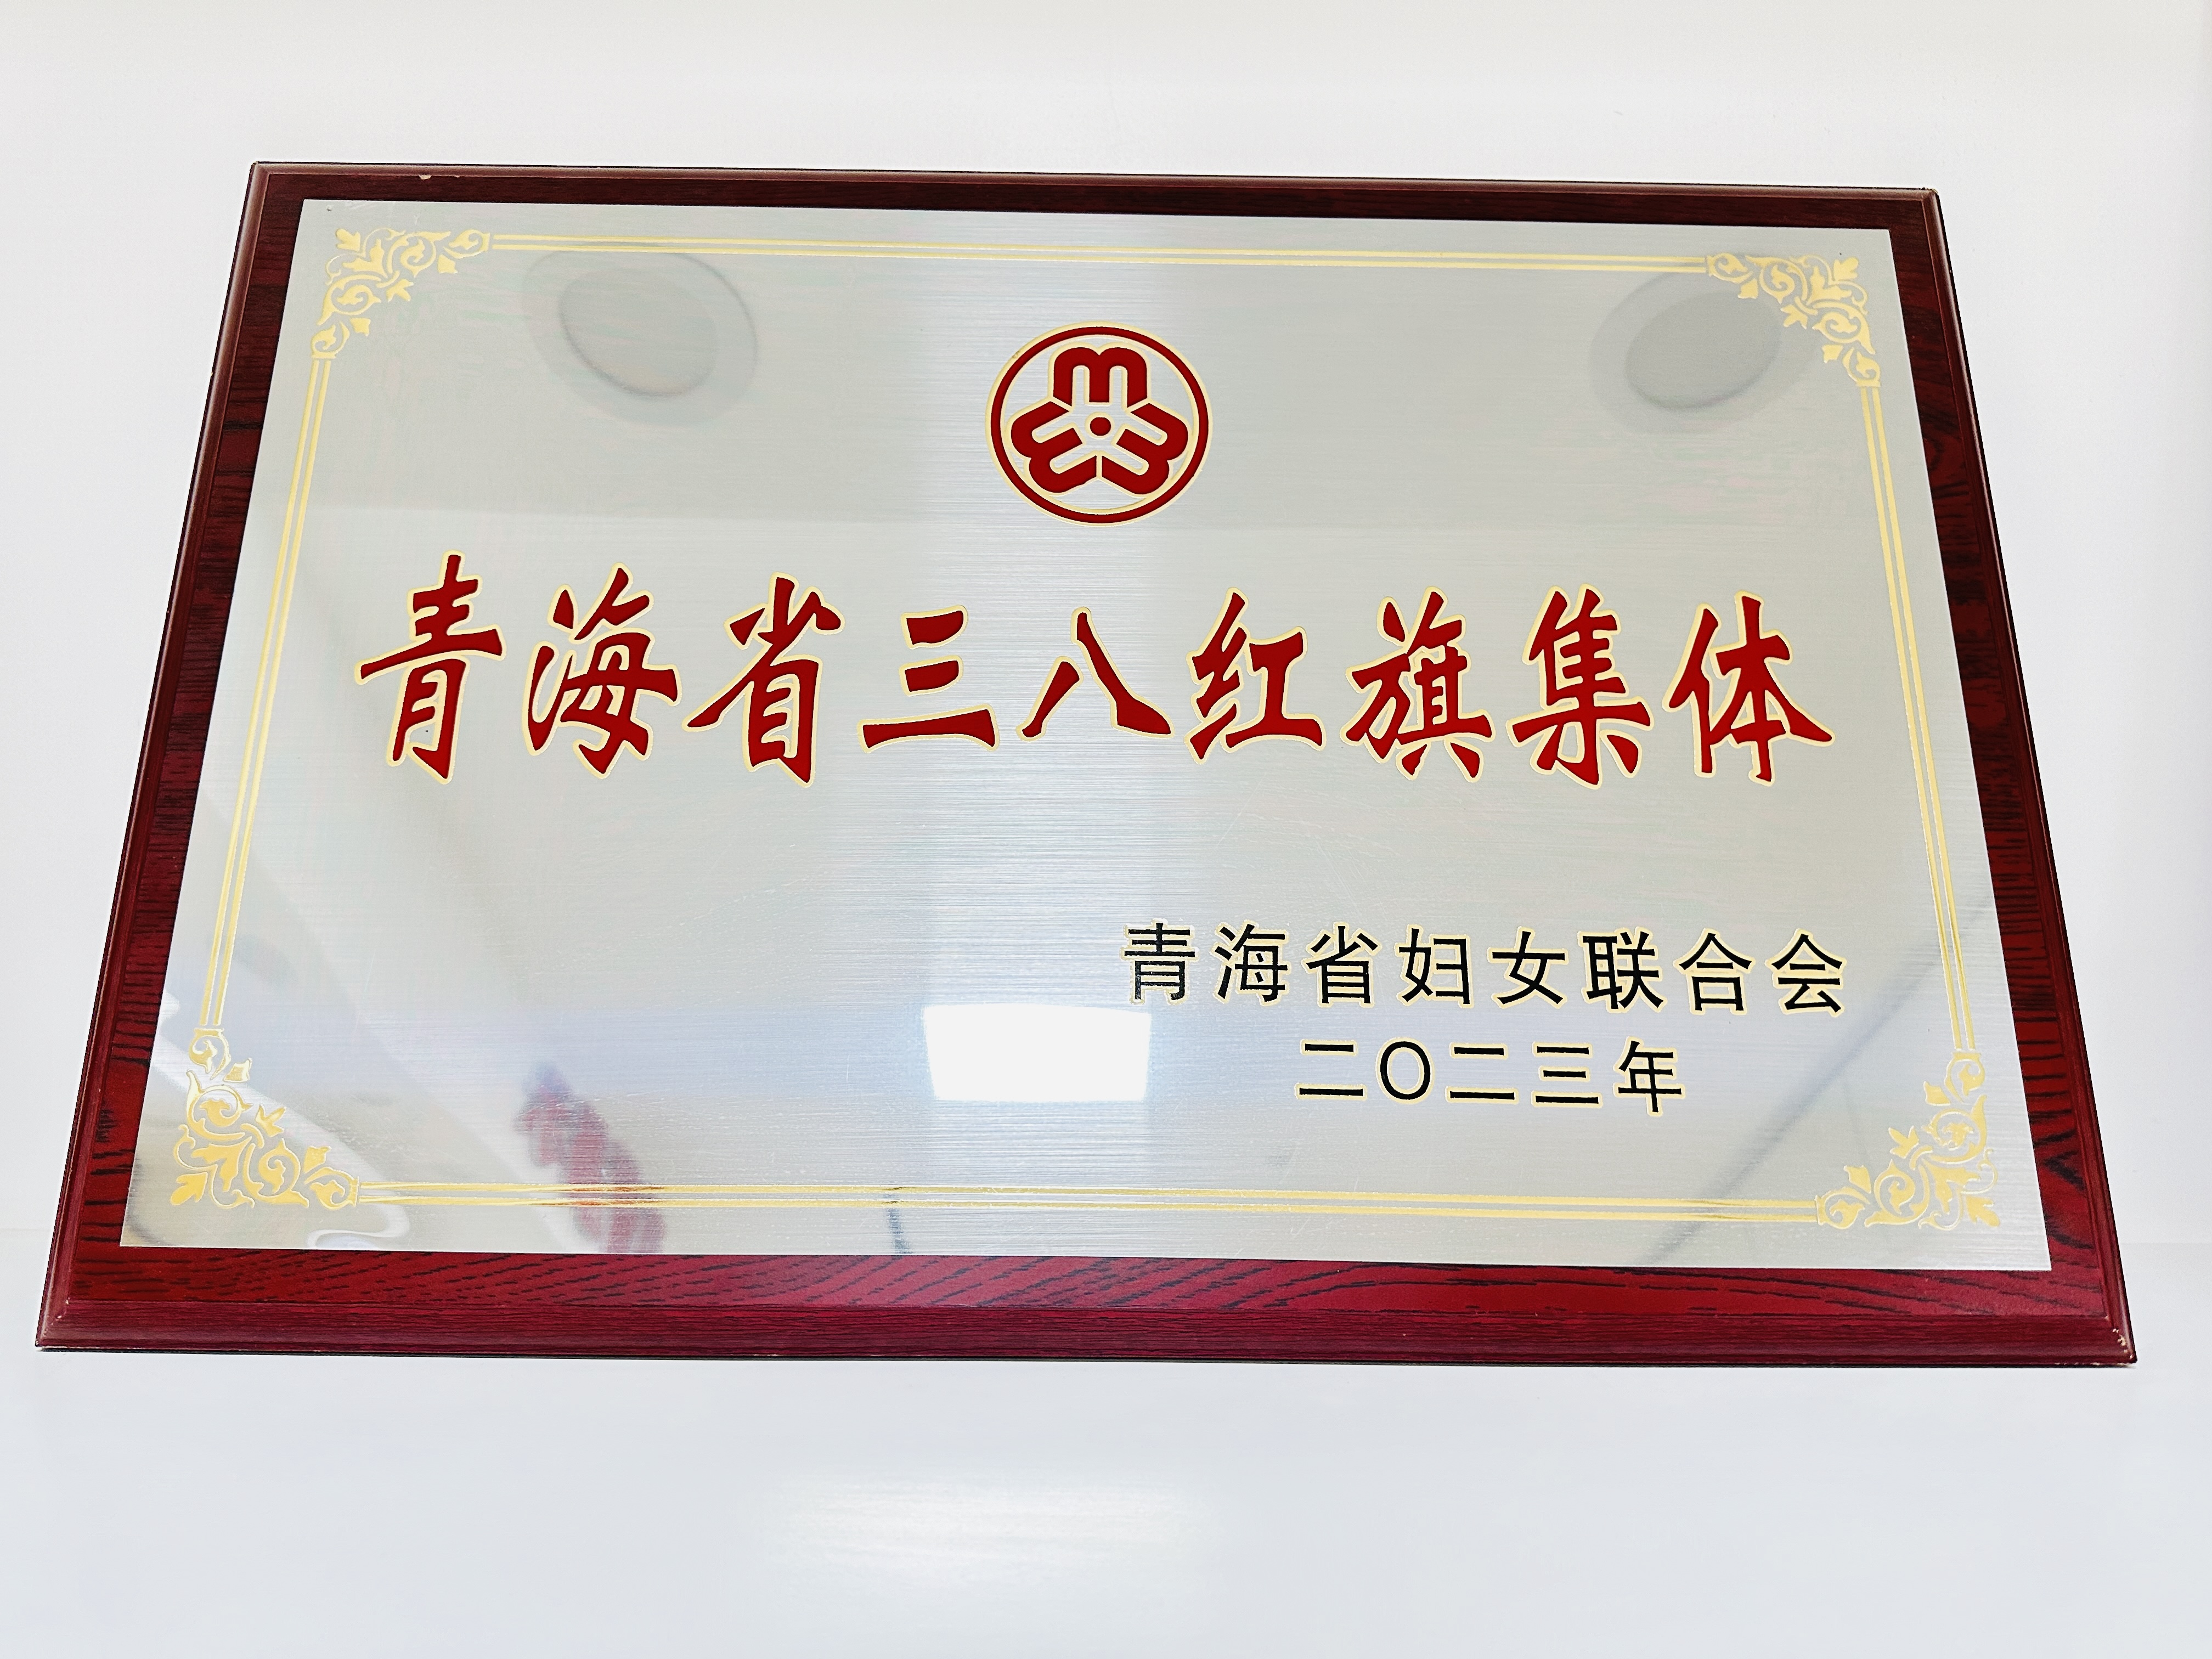 青海省三八红旗集体
青海省妇女联合会
二〇二三年